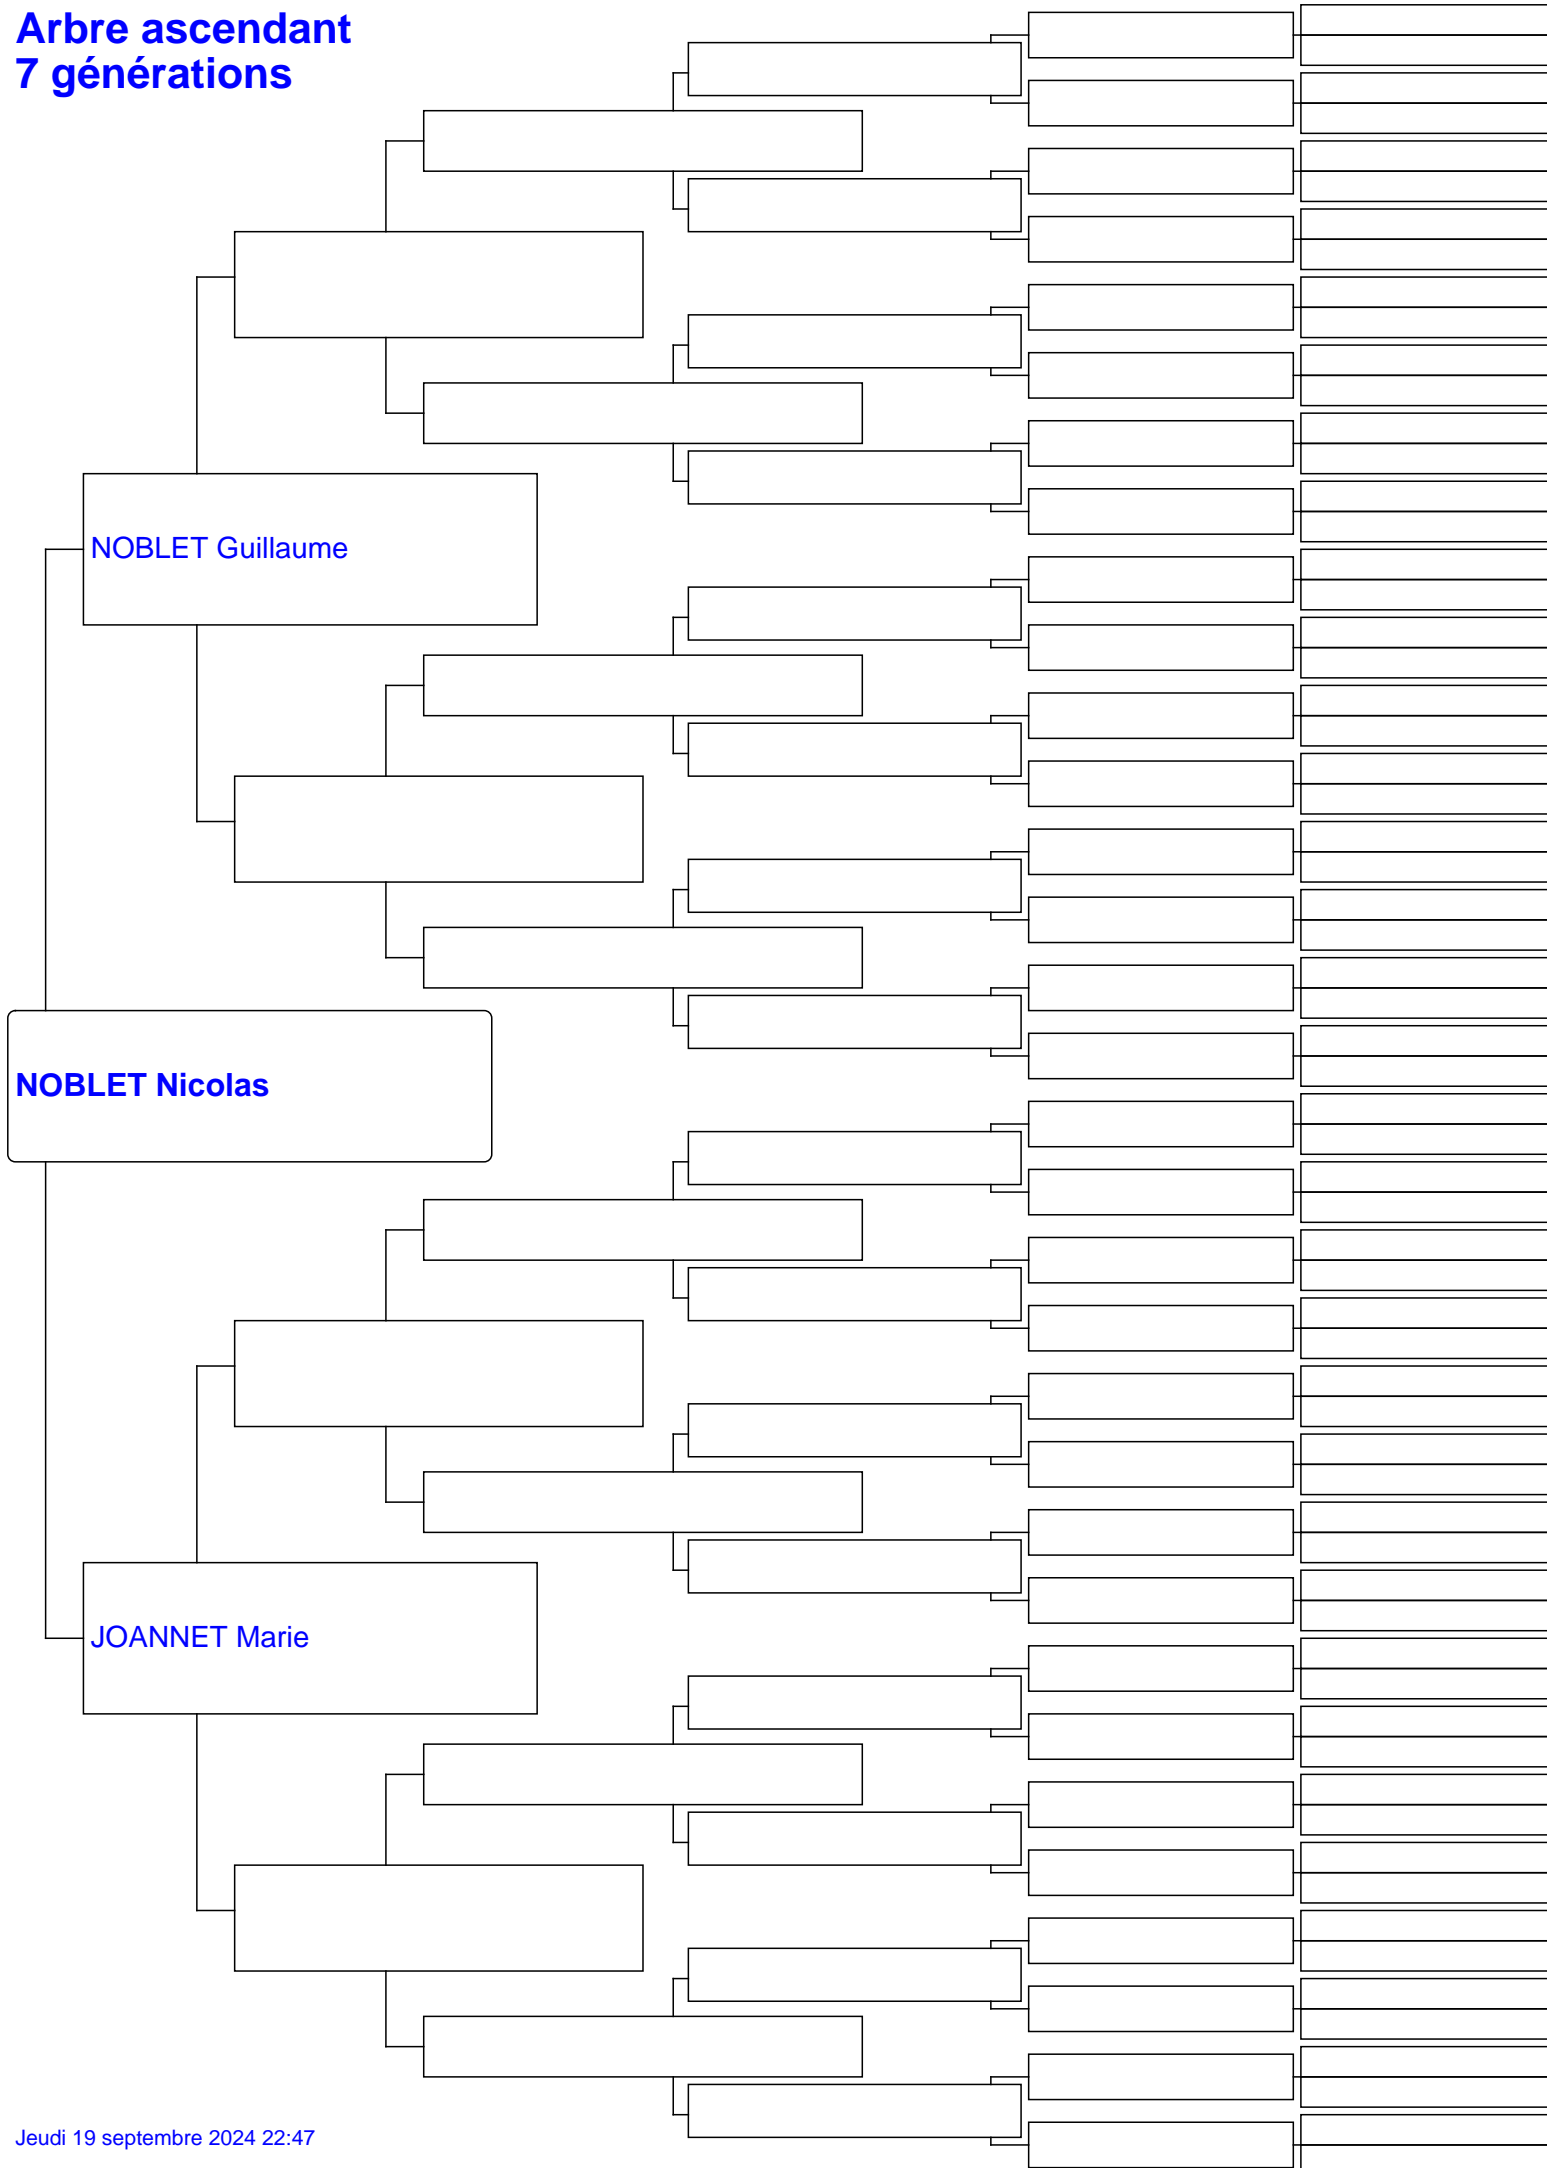 Arbre ascendant
7 générations
NOBLET Guillaume
NOBLET Nicolas
JOANNET Marie
Jeudi 19 septembre 2024 22:47